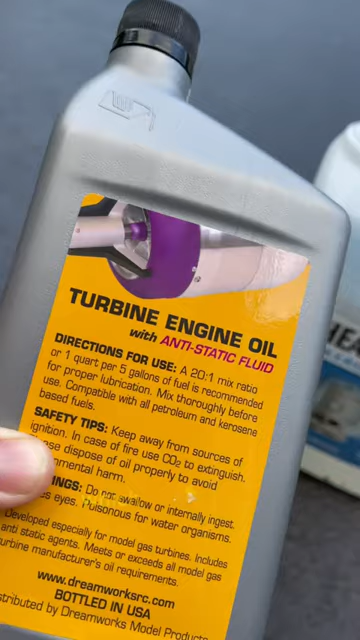 TURBINE ENGINE OIL
with ANTI-STATIC FLUID
DIRECTIONS FOR USE: A 20:1 mix ratio
or 1 quart per 5 gallons of fuel is recommended
for proper lubrication. Mix thoroughly before
use. Compatible with all petroleum and kerosene
based fuels.
SAFETY TIPS: Keep away from sources of
ignition. In case of fire use CO2 to extinguish.
dispose of oil properly to avoid
harm.
Do not swallow or internally ingest.
eyes. Poisonous for water organisms.
Developed especially for model gas turbines. Includes
anti static agents. Meets or exceeds all model gas
turbine manufacturer's oil requirements.
www.dreamworksrc.com
BOTTLED IN USA
by Dreamworks Model Products